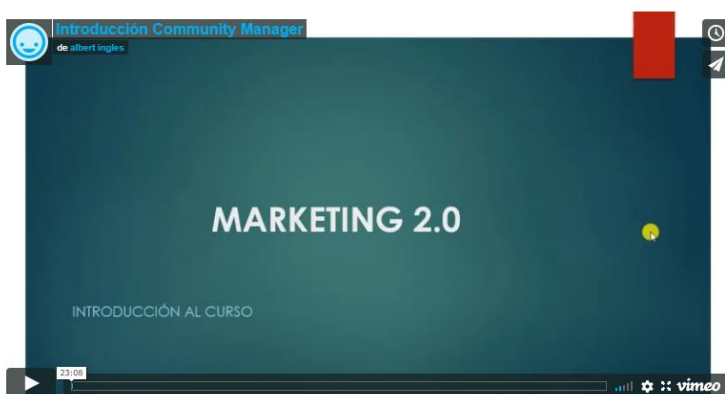 Introducción Community Manager
de albert ingles
MARKETING 2.0
INTRODUCCIÓN AL CURSO
23:08
vimeo